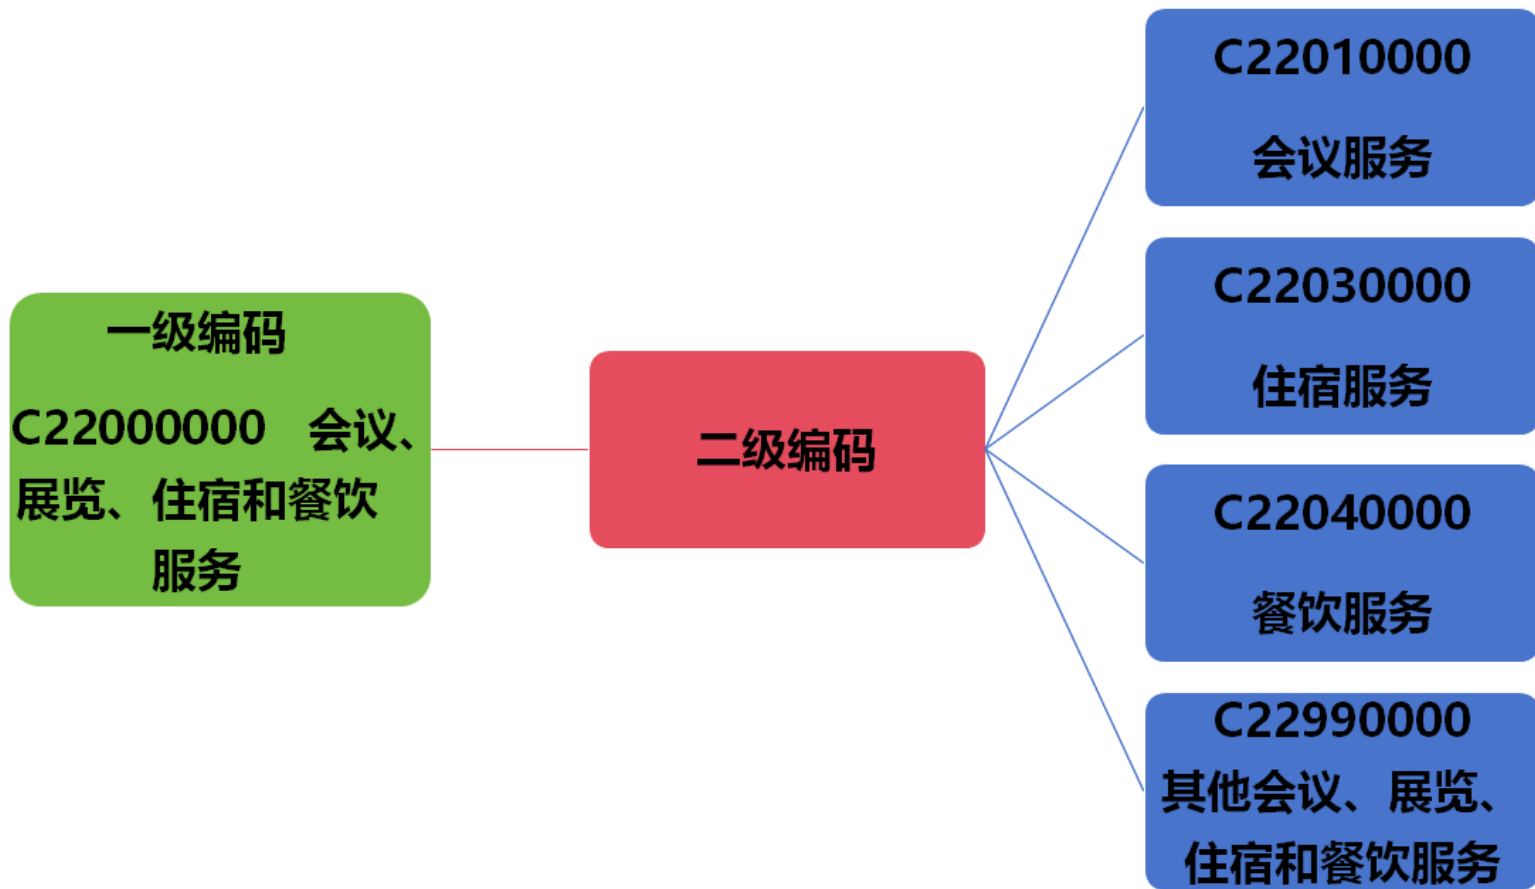 一级编码
C22000000 会议、
展览、住宿和餐饮
服务
二级编码
C22010000
会议服务
C22030000
住宿服务
C22040000
餐饮服务
C22990000
其他会议、展览、
住宿和餐饮服务